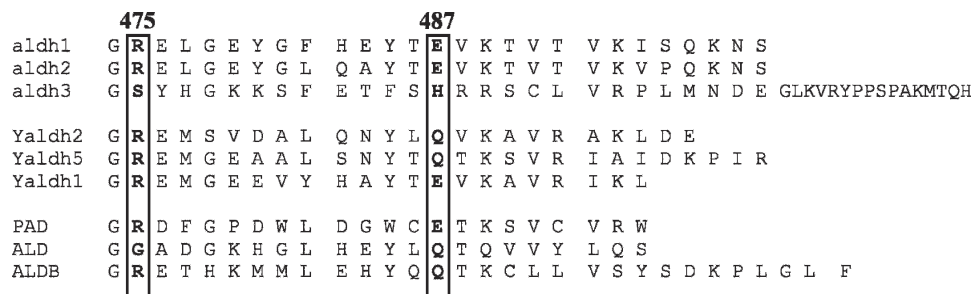 475 487
aldh1 G R E L G E Y G F H E Y T E V K T V T V K I S Q K N S
aldh2 G R E L G E Y G L Q A Y T E V K T V T V K V P Q K N S
aldh3 G S Y H G K K S F E T F S H R R S C L V R P L M N D E GLKVRYPPSPAKMTQH
Yaldh2 G R E M S V D A L Q N Y L Q V K A V R A K L D E
Yaldh5 G R E M G E A A L S N Y T Q T K S V R I A I D K P I R
Yaldh1 G R E M G E E V Y H A Y T E V K A V R I K L
PAD G R D F G P D W L D G W C E T K S V C V R W
ALD G G A D G K H G L H E Y L Q T Q V V Y L Q S
ALDB G R E T H K M M L E H Y Q Q T K C L L V S Y S D K P L G L F